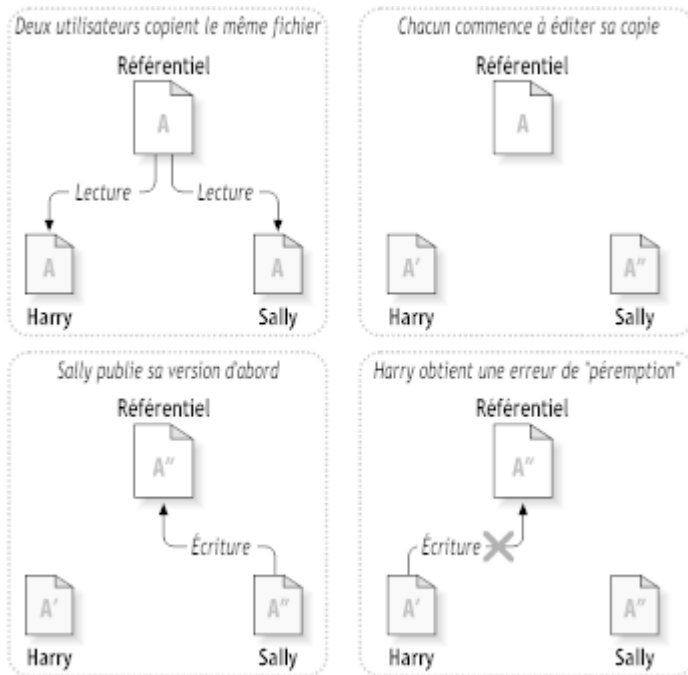 Deux utilisateurs copient le même fichier
Référentiel
A
Lecture
Lecture
A
A
Harry
Sally
Chacun commence à éditer sa copie
Référentiel
A
A'
A"
Harry
Sally
Sally publie sa version d'abord
Référentiel
A"
Écriture
A'
A"
Harry
Sally
Harry obtient une erreur de "péremption"
Référentiel
A"
Écriture
A'
A"
Harry
Sally